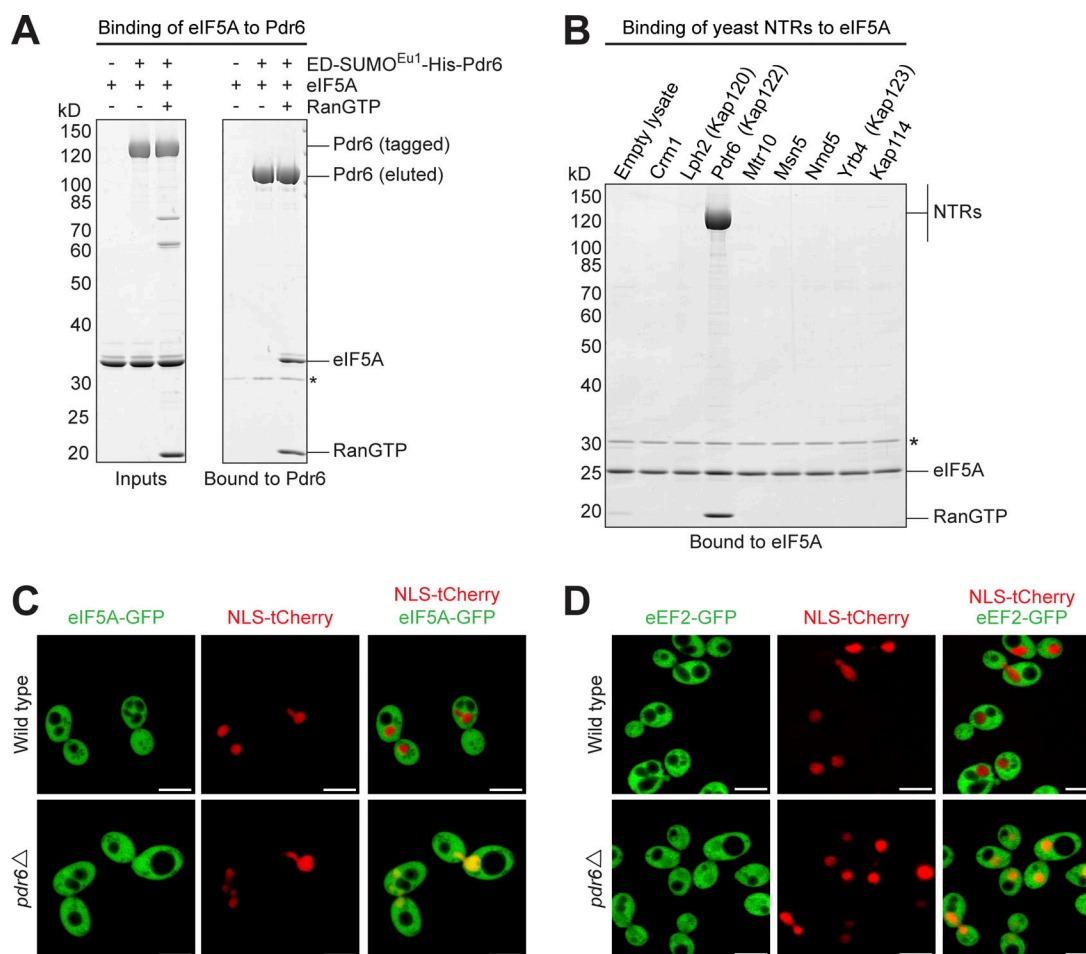 A
Binding of eIF5A to Pdr6
- + + - + + ED-SUMO^Eu1-His-Pdr6
+ + + + + + eIF5A
- - + - - + RanGTP
kD
150
120
100
85
70
60
50
40
30
25
20
Pdr6 (tagged)
Pdr6 (eluted)
eIF5A
*
RanGTP
Inputs
Bound to Pdr6
B
Binding of yeast NTRs to eIF5A
Empty lysate
Crm1
Lph2 (Kap120)
Pdr6 (Kap122)
Mtr10
Msn5
Nmd5
Yrb4 (Kap123)
Kap114
kD
150
120
100
85
70
60
50
40
30
25
20
NTRs
*
eIF5A
RanGTP
Bound to eIF5A
C
eIF5A-GFP
NLS-tCherry
NLS-tCherry
eIF5A-GFP
Wild type
pdr6△
D
eEF2-GFP
NLS-tCherry
NLS-tCherry
eEF2-GFP
Wild type
pdr6△